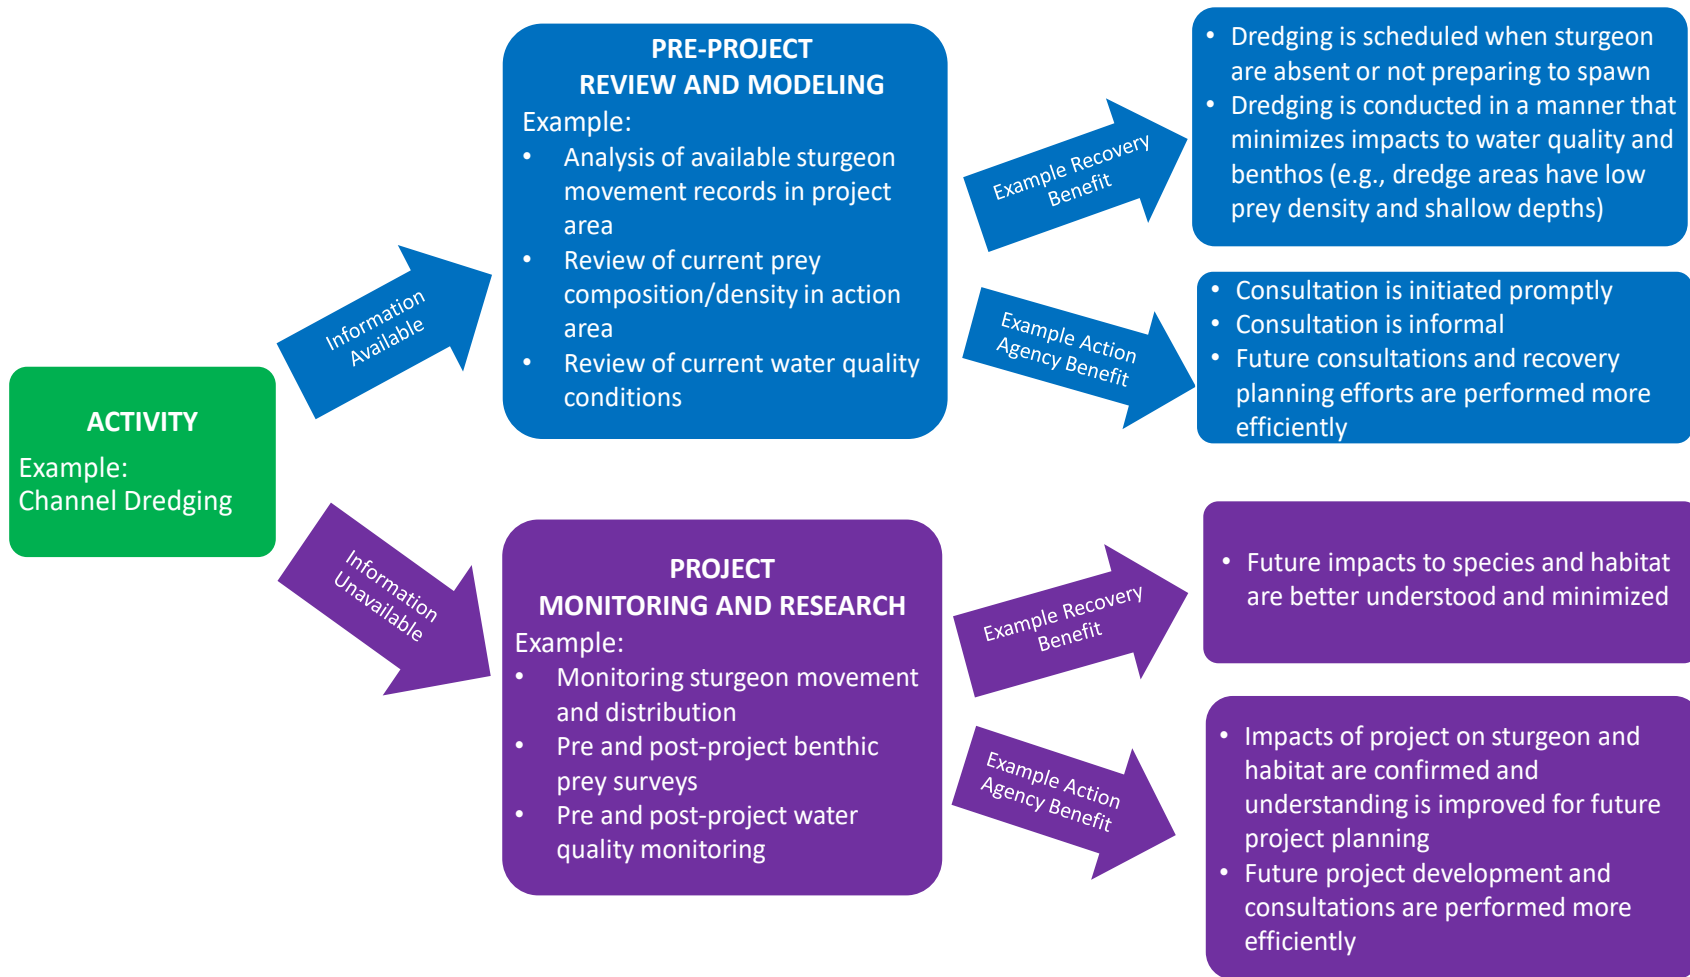 ACTIVITY
Example:
Channel Dredging
Information
Available
PRE-PROJECT
REVIEW AND MODELING
Example:
• Analysis of available sturgeon
movement records in project
area
• Review of current prey
composition/density in action
area
• Review of current water quality
conditions
Example Recovery
Benefit
• Dredging is scheduled when sturgeon
are absent or not preparing to spawn
• Dredging is conducted in a manner that
minimizes impacts to water quality and
benthos (e.g., dredge areas have low
prey density and shallow depths)
Example Action
Agency Benefit
• Consultation is initiated promptly
• Consultation is informal
• Future consultations and recovery
planning efforts are performed more
efficiently
Information
Unavailable
PROJECT
MONITORING AND RESEARCH
Example:
• Monitoring sturgeon movement
and distribution
• Pre and post-project benthic
prey surveys
• Pre and post-project water
quality monitoring
Example Recovery
Benefit
• Future impacts to species and habitat
are better understood and minimized
Example Action
Agency Benefit
• Impacts of project on sturgeon and
habitat are confirmed and
understanding is improved for future
project planning
• Future project development and
consultations are performed more
efficiently